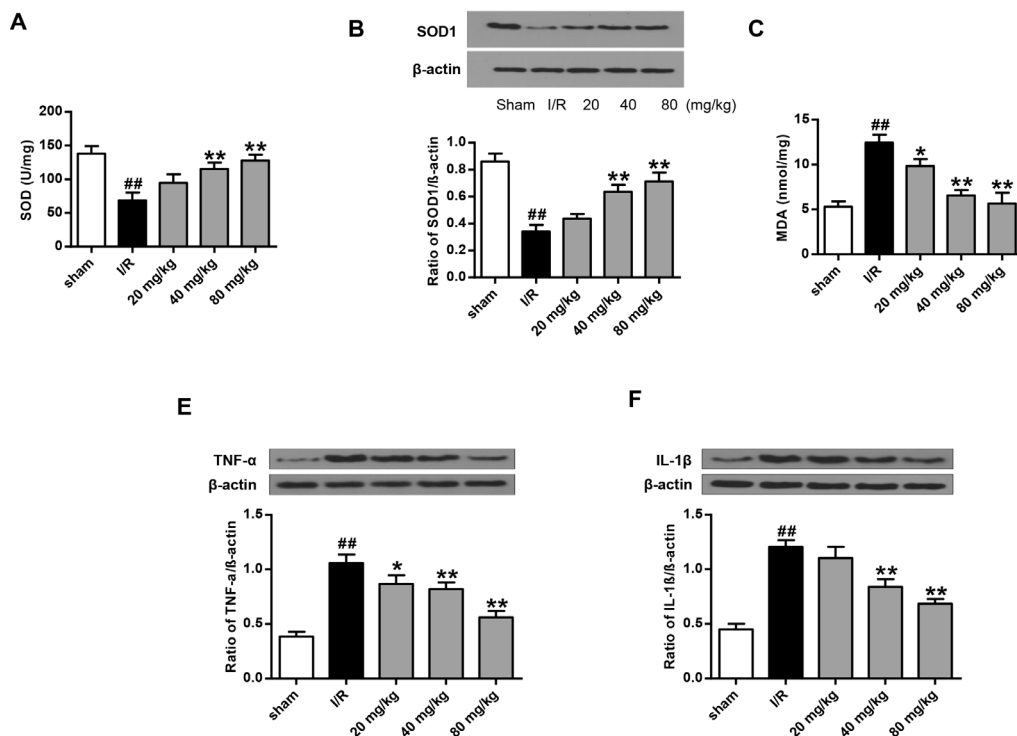 A
SOD (U/mg)
200
150
100
50
0
##
**
**
sham
I/R
20 mg/kg
40 mg/kg
80 mg/kg
B
SOD1
β-actin
Sham I/R 20 40 80 (mg/kg)
Ratio of SOD1/ß-actin
1.0
0.8
0.6
0.4
0.2
0.0
##
**
**
sham
I/R
20 mg/kg
40 mg/kg
80 mg/kg
C
MDA (nmol/mg)
15
10
5
0
##
*
**
**
sham
I/R
20 mg/kg
40 mg/kg
80 mg/kg
E
TNF-α
β-actin
Ratio of TNF-a/ß-actin
1.5
1.0
0.5
0.0
##
*
**
**
sham
I/R
20 mg/kg
40 mg/kg
80 mg/kg
F
IL-1β
β-actin
Ratio of IL-1ß/ß-actin
1.5
1.0
0.5
0.0
##
**
**
sham
I/R
20 mg/kg
40 mg/kg
80 mg/kg